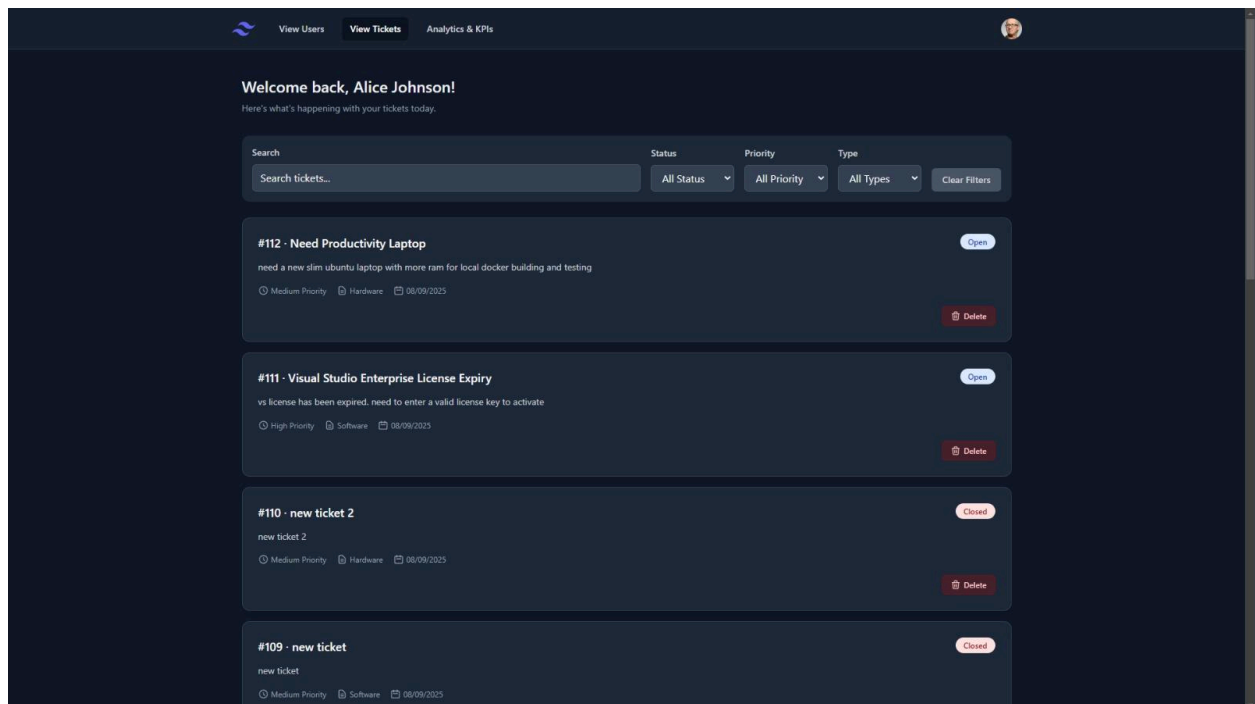 View Users View Tickets Analytics & KPIs
Welcome back, Alice Johnson!
Here's what's happening with your tickets today.
Search Status Priority Type
Search tickets... All Status All Priority All Types Clear Filters
#112 · Need Productivity Laptop Open
need a new slim ubuntu laptop with more ram for local docker building and testing
Medium Priority Hardware 08/09/2025
Delete
#111 · Visual Studio Enterprise License Expiry Open
vs license has been expired. need to enter a valid license key to activate
High Priority Software 08/09/2025
Delete
#110 · new ticket 2 Closed
new ticket 2
Medium Priority Hardware 08/09/2025
Delete
#109 · new ticket Closed
new ticket
Medium Priority Software 08/09/2025